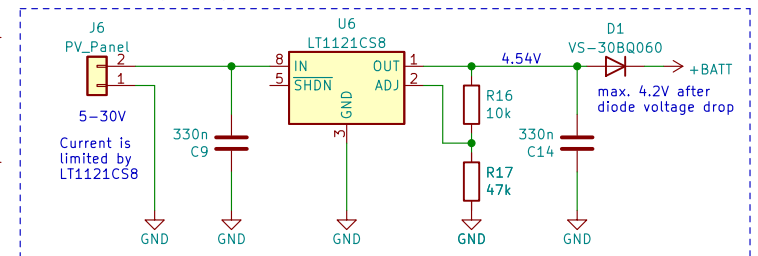 J6
PV_Panel
2
1
5-30V
Current is
limited by
LT1121CS8
330n
C9
U6
LT1121CS8
8
IN
OUT
1
5
SHDN
ADJ
2
GND
3
4.54V
R16
10k
R17
47k
330n
C14
D1
VS-30BQ060
+BATT
max. 4.2V after
diode voltage drop
GND
GND
GND
GND
GND